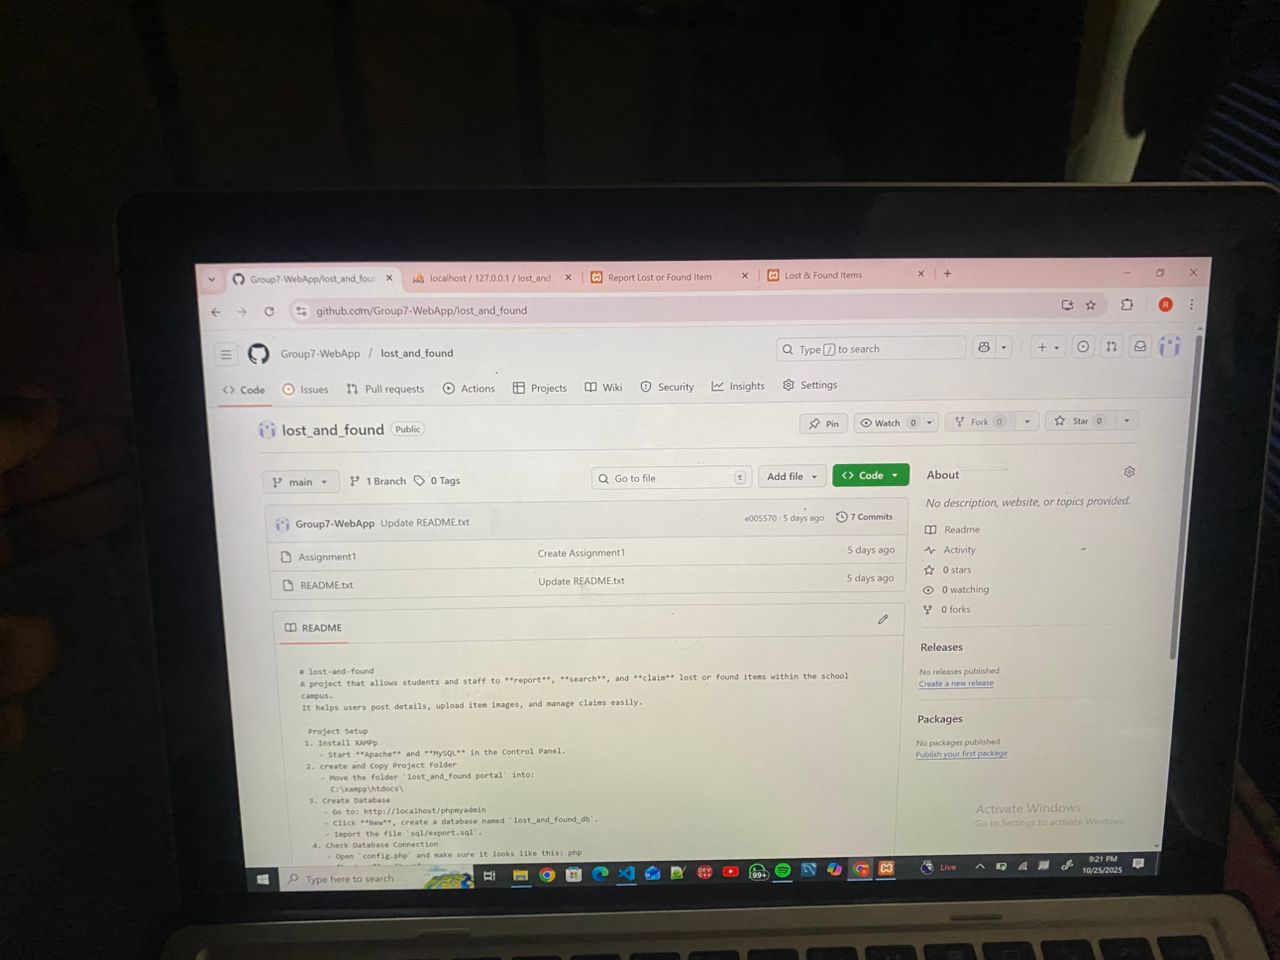 Group7-WebApp/lost_and_fou
localhost / 127.0.0.1 / lost_and_
Report Lost or Found Item
Lost & Found Items
github.com/Group7-WebApp/lost_and_found
R
Group7-WebApp / lost_and_found
Type / to search
Code
Issues
Pull requests
Actions
Projects
Wiki
Security
Insights
Settings
lost_and_found Public
Pin
Watch 0
Fork 0
Star 0
main
1 Branch
0 Tags
Go to file t
Add file
Code
Group7-WebApp Update README.txt
e005570 · 5 days ago
7 Commits
Assignment1 Create Assignment1 5 days ago
README.txt Update README.txt 5 days ago
README
# lost-and-found
A project that allows students and staff to **report**, **search**, and **claim** lost or found items within the school
campus.
It helps users post details, upload item images, and manage claims easily.
Project Setup
1. Install XAMPp
- Start **Apache** and **MySQL** in the Control Panel.
2. create and Copy Project Folder
- Move the folder `lost_and_found portal` into:
C:\xampp\htdocs\
3. Create Database
- Go to: http://localhost/phpmyadmin
- Click **New**, create a database named `lost_and_found_db`.
- Import the file `sql/export.sql`.
4. Check Database Connection
- Open `config.php` and make sure it looks like this: php
About
No description, website, or topics provided.
Readme
Activity
0 stars
0 watching
0 forks
Releases
No releases published
Create a new release
Packages
No packages published
Publish your first package
Activate Windows
Go to Settings to activate Windows.
Type here to search
DEV
C++
99+
Live
9:21 PM
10/25/2025